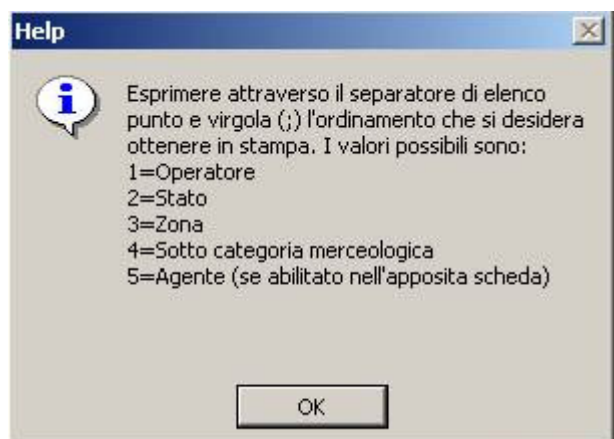 Help
Esprimere attraverso il separatore di elenco
punto e virgola (;) l'ordinamento che si desidera
ottenere in stampa. I valori possibili sono:
1=Operatore
2=Stato
3=Zona
4=Sotto categoria merceologica
5=Agente (se abilitato nell'apposita scheda)
OK